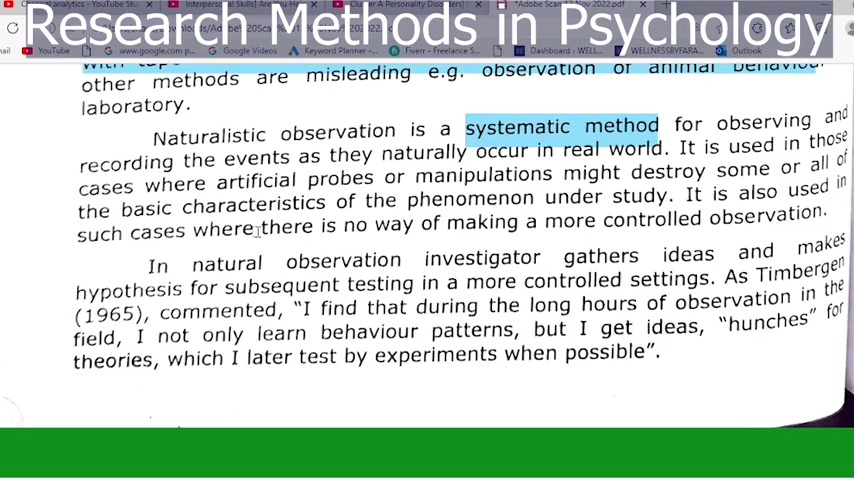 Research Methods in Psychology
YouTube
www.google.com.p
Google Videos
Keyword Planner -
Fiverr - Freelance S...
Dashboard - WELL...
WELLNESSBYFARA...
Outlook
other methods are misleading e.g. observation of animal behaviour
laboratory.
Naturalistic observation is a systematic method for observing and
recording the events as they naturally occur in real world. It is used in those
cases where artificial probes or manipulations might destroy some or all of
the basic characteristics of the phenomenon under study. It is also used in
such cases where there is no way of making a more controlled observation.
In natural observation investigator gathers ideas and makes
hypothesis for subsequent testing in a more controlled settings. As Timbergen
(1965), commented, "I find that during the long hours of observation in the
field, I not only learn behaviour patterns, but I get ideas, "hunches" for
theories, which I later test by experiments when possible".